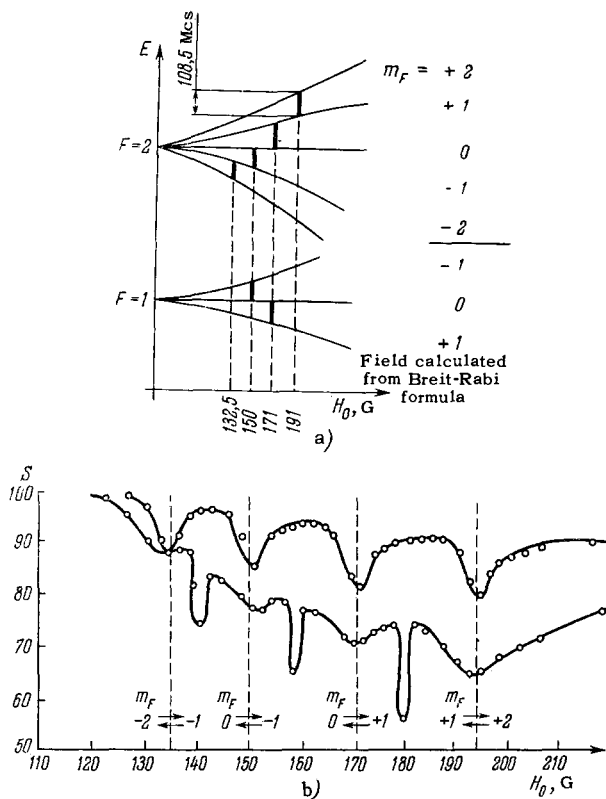 E
108,5 Mcs
m_F = + 2
+ 1
0
- 1
- 2
- 1
0
+ 1
F=2
F=1
Field calculated
from Breit-Rabi
formula
132,5
150
171
191
H₀, G
a)
S
100
90
80
70
60
50
m_F
-2 ⇄ -1
m_F
0 ⇄ -1
m_F
0 ⇄ +1
m_F
+1 ⇄ +2
110 120 130 140 150 160 170 180 190 200 210
H₀, G
b)